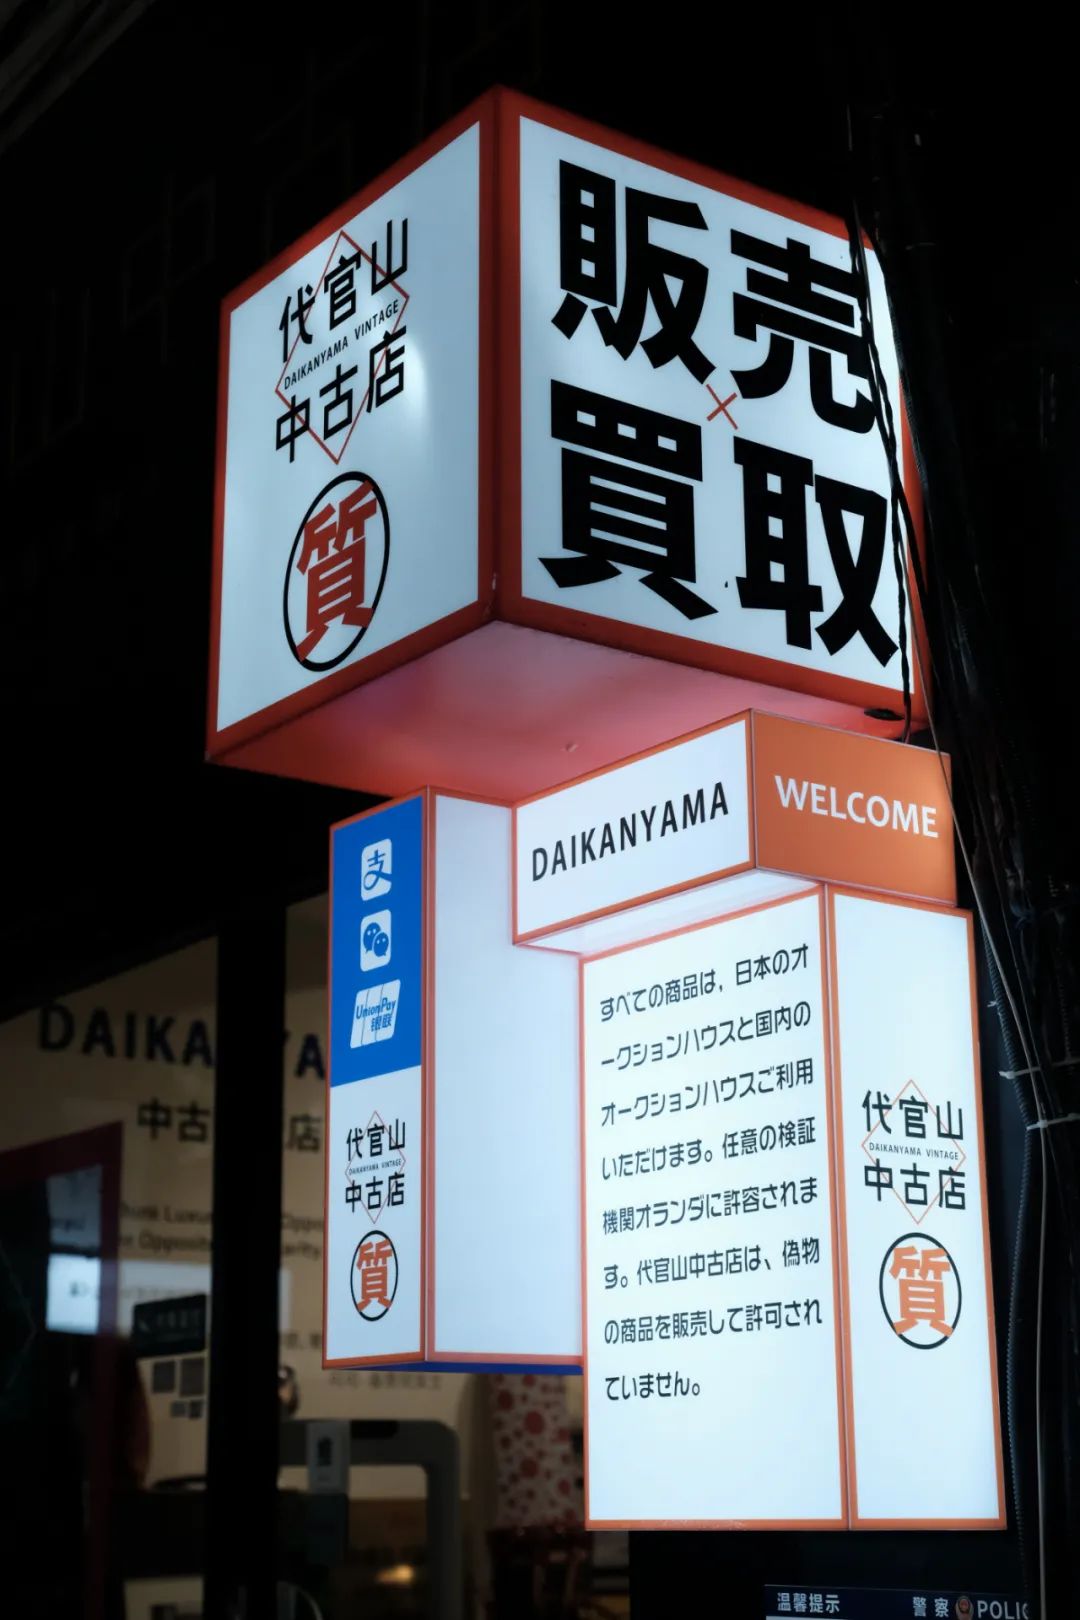 代官山
DAIKANYAMA VINTAGE
中古店
質
販売
×
買取
DAIKANYAMA
WELCOME
支
UnionPay
银联
代官山
DAIKANYAMA VINTAGE
中古店
質
すべての商品は、日本のオ
ークションハウスと国内の
オークションハウスご利用
いただけます。任意の検証
機関オランダに許容されま
す。代官山中古店は、偽物
の商品を販売して許可され
ていません。
代官山
DAIKANYAMA VINTAGE
中古店
質
DAIKA YA
中古 店
温馨提示
警察 POLIC